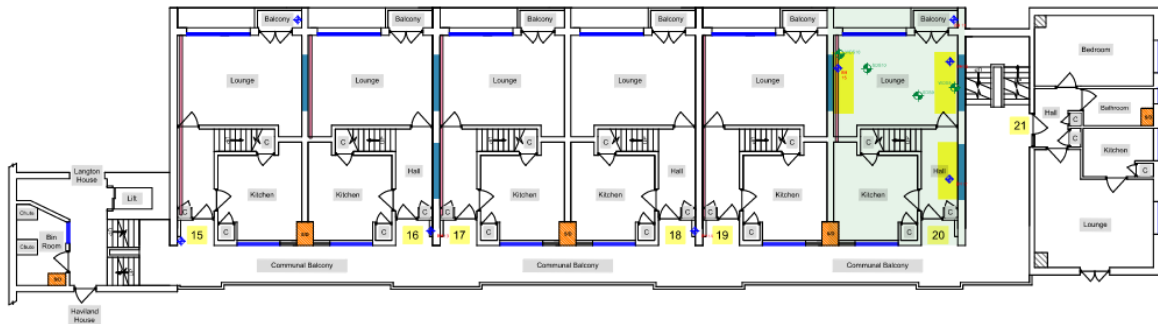 Balcony
Balcony
Balcony
Balcony
Balcony
Balcony
Lounge
Lounge
Lounge
Lounge
Lounge
Lounge
Bedroom
Bathroom
Hall
21
C
C
Kitchen
C
Lounge
C
C
C
C
C
C
Kitchen
Kitchen
Hall
Kitchen
Kitchen
Hall
Kitchen
Kitchen
Hall
Langton
House
Lift
Chute
Bin
Room
Chute
C
C
C
C
C
C
C
C
C
C
C
C
15
16
17
18
19
20
Communal Balcony
Communal Balcony
Communal Balcony
Haviland
House